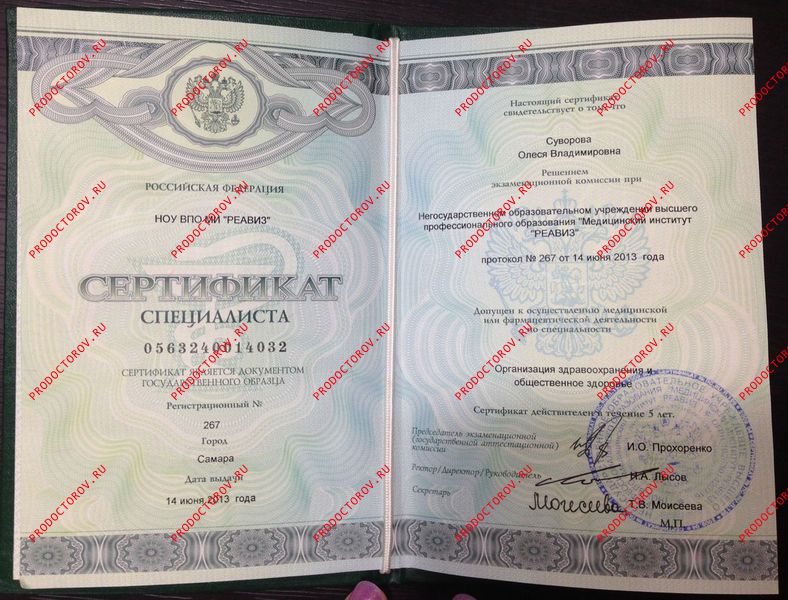 РОССИЙСКАЯ ФЕДЕРАЦИЯ
НОУ ВПО МИ "РЕАВИЗ"
СЕРТИФИКАТ
СПЕЦИАЛИСТА
0563240014032
СЕРТИФИКАТ ЯВЛЯЕТСЯ ДОКУМЕНТОМ
ГОСУДАРСТВЕННОГО ОБРАЗЦА
Регистрационный №
267
Город
Самара
Дата выдачи
14 июня 2013 года
Настоящий сертификат
свидетельствует о том, что
Суворова
Олеся Владимировна
Решением
экзаменационной комиссии при
Негосударственном образовательном учреждении высшего
профессионального образования "Медицинский институт
"РЕАВИЗ"
протокол № 267 от 14 июня 2013 года
Допущен к осуществлению медицинской
или фармацевтической деятельности
по специальности
Организация здравоохранения и
общественное здоровье
Сертификат действителен в течение 5 лет.
Председатель экзаменационной
(государственной аттестационной)
комиссии
И.О. Прохоренко
Ректор/Директор/Руководитель
Н.А. Лысов
Секретарь
Моисеева
Т.В. Моисеева
М.П.
PRODOCTOROV.RU